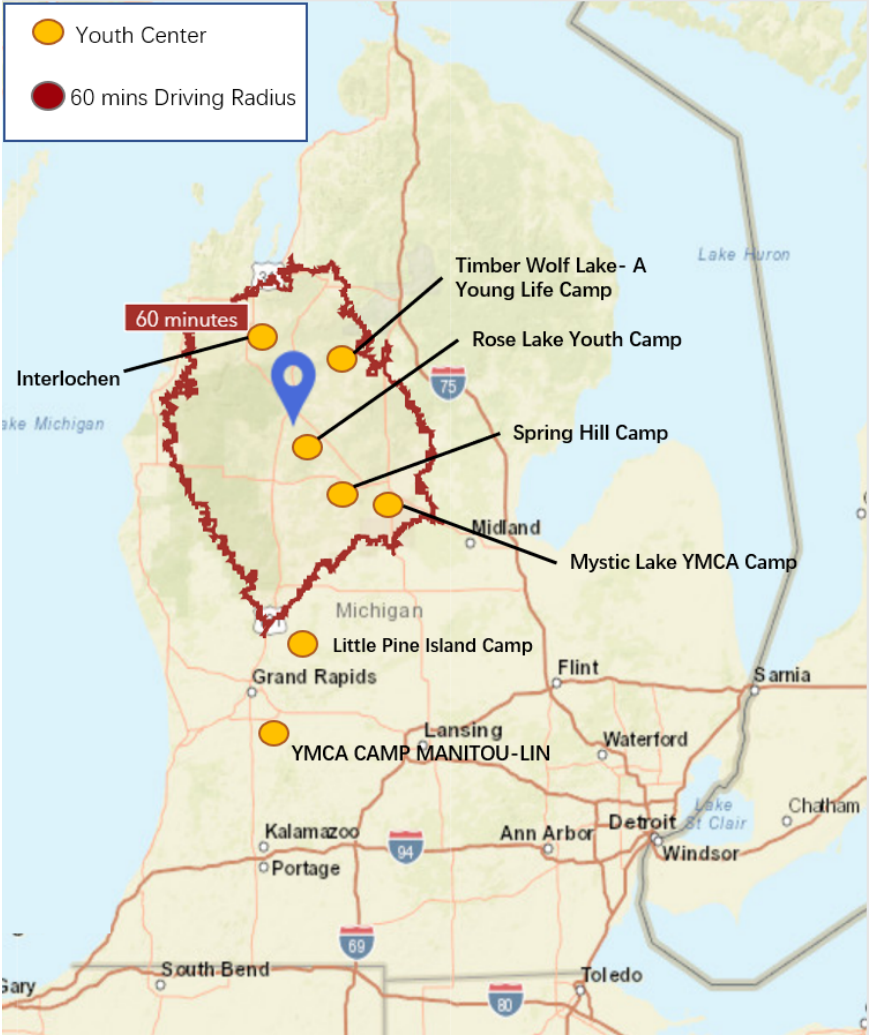 Youth Center
60 mins Driving Radius
Lake Huron
Timber Wolf Lake- A
Young Life Camp
60 minutes
Rose Lake Youth Camp
Interlochen
75
ake Michigan
Spring Hill Camp
Midland
Mystic Lake YMCA Camp
Michigan
Little Pine Island Camp
Grand Rapids
Flint
Sarnia
Lansing
Waterford
YMCA CAMP MANITOU-LIN
Lake
St Clair
Chatham
Detroit
Kalamazoo
Ann Arbor
94
Windsor
Portage
69
South Bend
Toledo
Gary
80